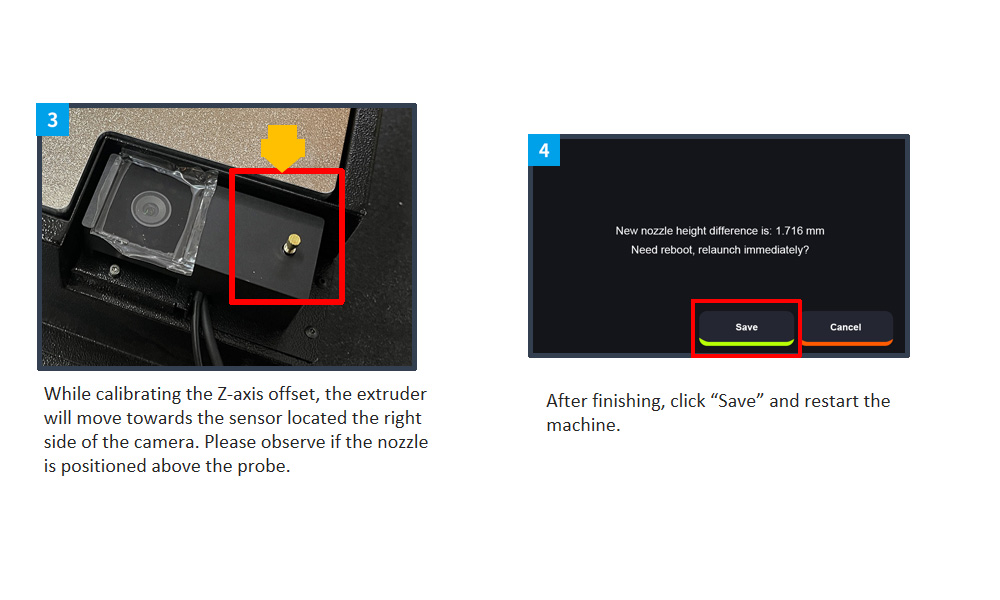 3
While calibrating the Z-axis offset, the extruder
will move towards the sensor located the right
side of the camera. Please observe if the nozzle
is positioned above the probe.
4
New nozzle height difference is: 1.716 mm
Need reboot, relaunch immediately?
Save
Cancel
After finishing, click “Save” and restart the
machine.